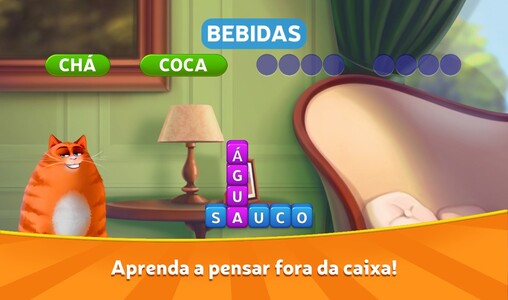 BEBIDAS
CHÁ COCA
Á
G
U
SAUCO
Aprenda a pensar fora da caixa!